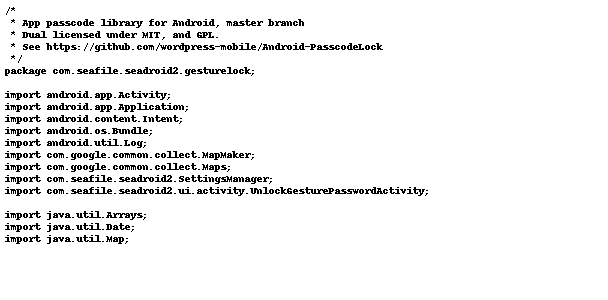 /*
 * App passcode library for Android, master branch
 * Dual licensed under MIT, and GPL.
 * See https://github.com/wordpress-mobile/Android-PasscodeLock
 */
package com.seafile.seadroid2.gesturelock;

import android.app.Activity;
import android.app.Application;
import android.content.Intent;
import android.os.Bundle;
import android.util.Log;
import com.google.common.collect.MapMaker;
import com.google.common.collect.Maps;
import com.seafile.seadroid2.SettingsManager;
import com.seafile.seadroid2.ui.activity.UnlockGesturePasswordActivity;

import java.util.Arrays;
import java.util.Date;
import java.util.Map;